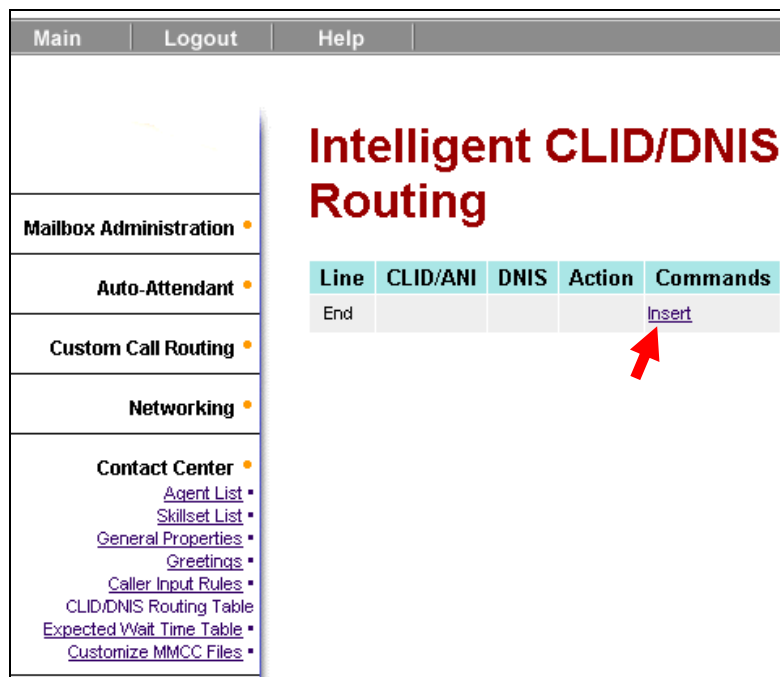 Main Logout Help
Intelligent CLID/DNIS
Routing
Mailbox Administration
Auto-Attendant
Custom Call Routing
Networking
Contact Center
Agent List
Skillset List
General Properties
Greetings
Caller Input Rules
CLID/DNIS Routing Table
Expected Wait Time Table
Customize MMCC Files
Line CLID/ANI DNIS Action Commands
End Insert